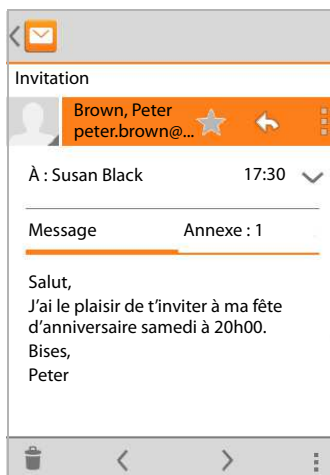 Invitation
Brown, Peter
peter.brown@...
À : Susan Black 17:30
Message Annexe : 1
Salut,
J'ai le plaisir de t'inviter à ma fête
d'anniversaire samedi à 20h00.
Bises,
Peter